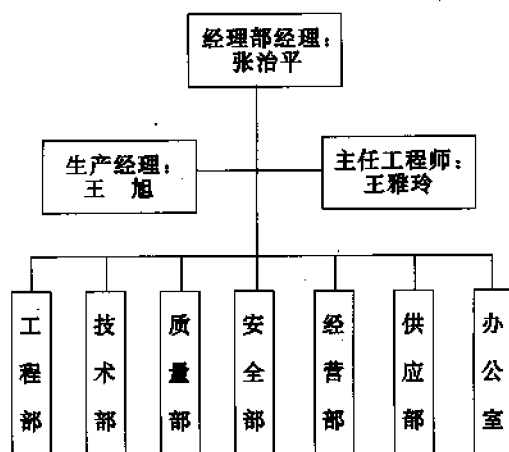 经理部经理：
张治平
生产经理：
王 旭
主任工程师：
王雅玲
工程部
技术部
质量部
安全部
经营部
供应部
办公室